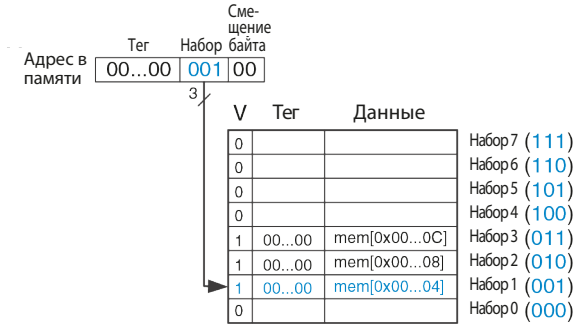 Сме-
щение
байта
Тег Набор
Адрес в
памяти
00...00 001 00
3
V Тег Данные
0 Набор 7 (111)
0 Набор 6 (110)
0 Набор 5 (101)
0 Набор 4 (100)
1 00...00 mem[0x00...0C] Набор 3 (011)
1 00...00 mem[0x00...08] Набор 2 (010)
1 00...00 mem[0x00...04] Набор 1 (001)
0 Набор 0 (000)